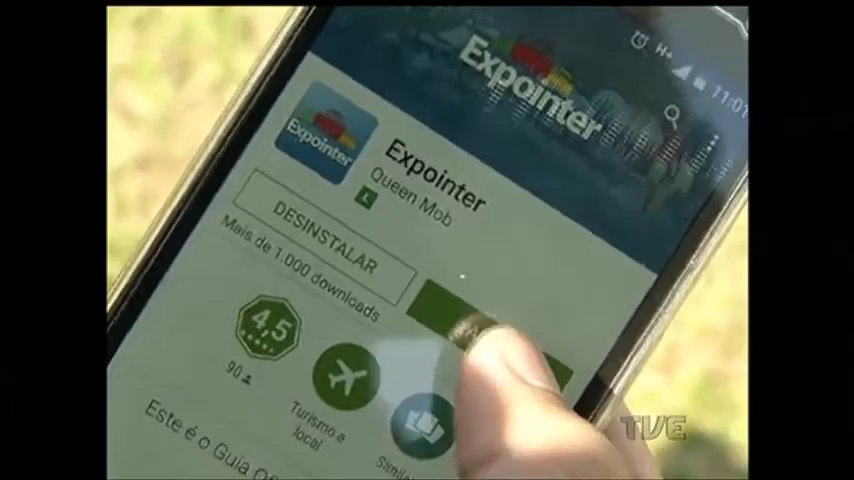 H+ 11:01
Expointer
Expointer
Expointer
Queen Mob
L
DESINSTALAR
Mais de 1.000 downloads
4,5
90
Turismo e
local
Este é o Guia
TVE